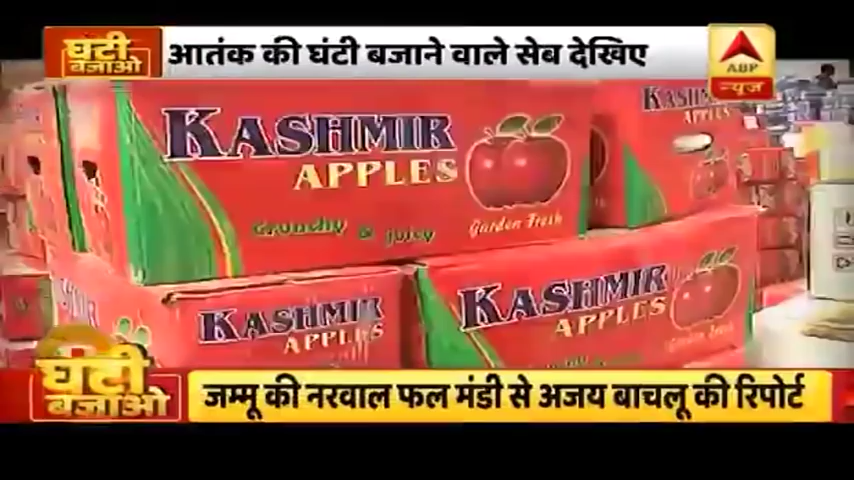 घंटी
बजाओ
आतंक की घंटी बजाने वाले सेब देखिए
ABP
न्यूज़
KASHMIR
APPLES
Crunchy & juicy
Garden Fresh
KASHMIR
APPLES
KASHMIR
APPLES
KASHMIR
APPLES
घंटी
बजाओ
जम्मू की नरवाल फल मंडी से अजय बाचलू की रिपोर्ट